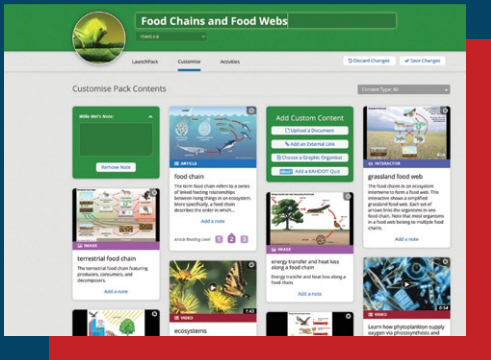 Food Chains and Food Webs
YEARS 6-8
LaunchPack
Customise
Activities
Discard Changes
Save Changes
Customise Pack Contents
Content Type: All
Remove Note
ARTICLE
food chain
The term food chain refers to a series
of linked feeding relationships
between living things in an ecosystem.
More specifically, a food chain
describes the order in which...
Add a note
Article Reading Level
1
2
3
Add Custom Content
Upload a Document
Add an External Link
Choose a Graphic Organiser
Add a KAHOOT Quiz
INTERACTIVE
grassland food web
The food chains in an ecosystem
intertwine to form a food web. This
interactive shows a simplified
grassland food web. Each set of
arrows links the organisms in one
food chain. Note that most organisms
in a food web belong to multiple food
chains.
Add a note
IMAGE
terrestrial food chain
The terrestrial food chain featuring
producers, consumers, and
decomposers.
Add a note
IMAGE
energy transfer and heat loss
along a food chain
Energy transfer and heat loss along a
food chain.
Add a note
1:42
VIDEO
ecosystems
0:54
VIDEO
Learn how phytoplankton supply
oxygen via photosynthesis and